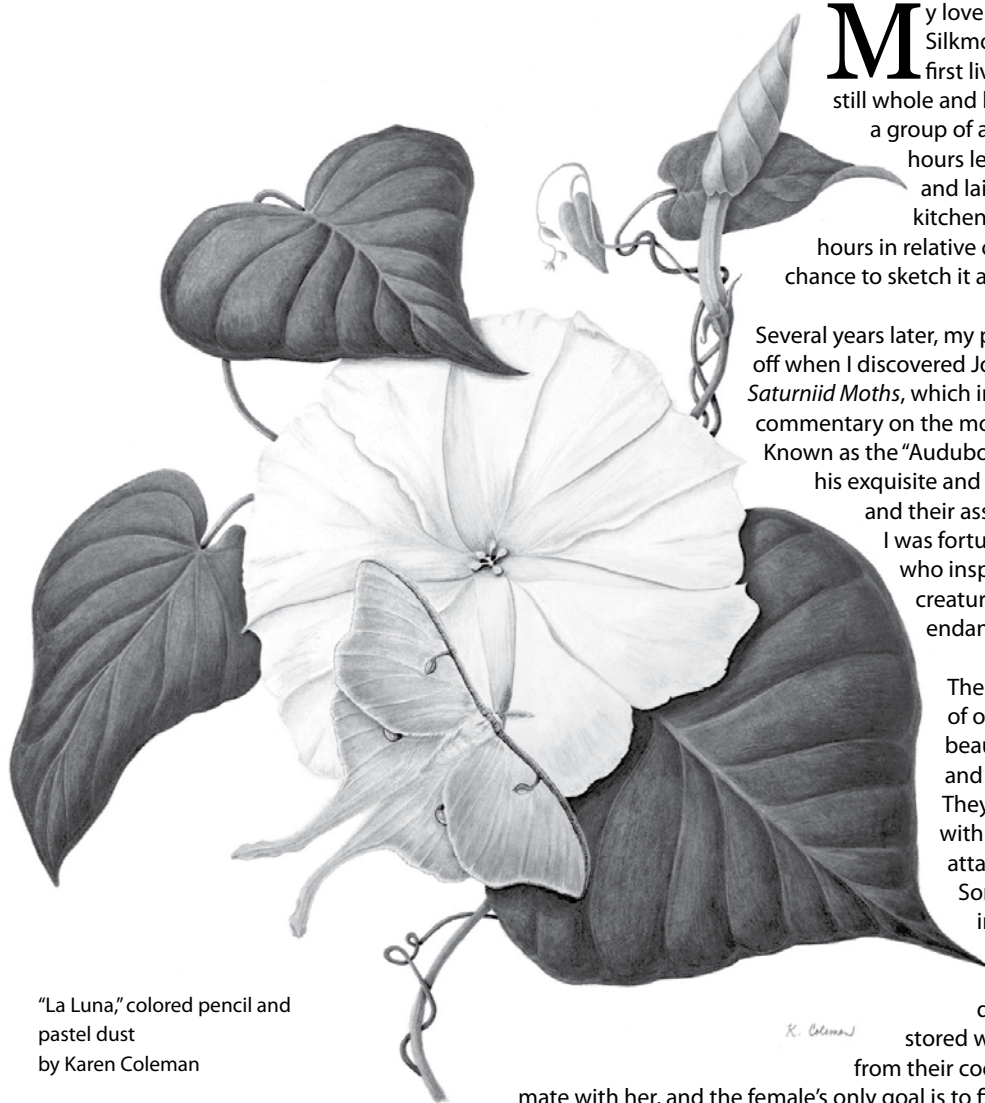 My love
Silkmo
first liv
still whole and
a group of a
hours le
and lai
kitchen
hours in relative
chance to sketch it a
Several years later, my p
off when I discovered Jo
Saturniid Moths, which in
commentary on the mo
Known as the “Audubo
his exquisite and
and their ass
I was fortu
who insp
creatur
endan
The
of o
beau
and
They
with
atta
Son
in
stored w
from their coc
mate with her, and the female’s only goal is to fi
“La Luna,” colored pencil and
pastel dust
by Karen Coleman
K. Coleman